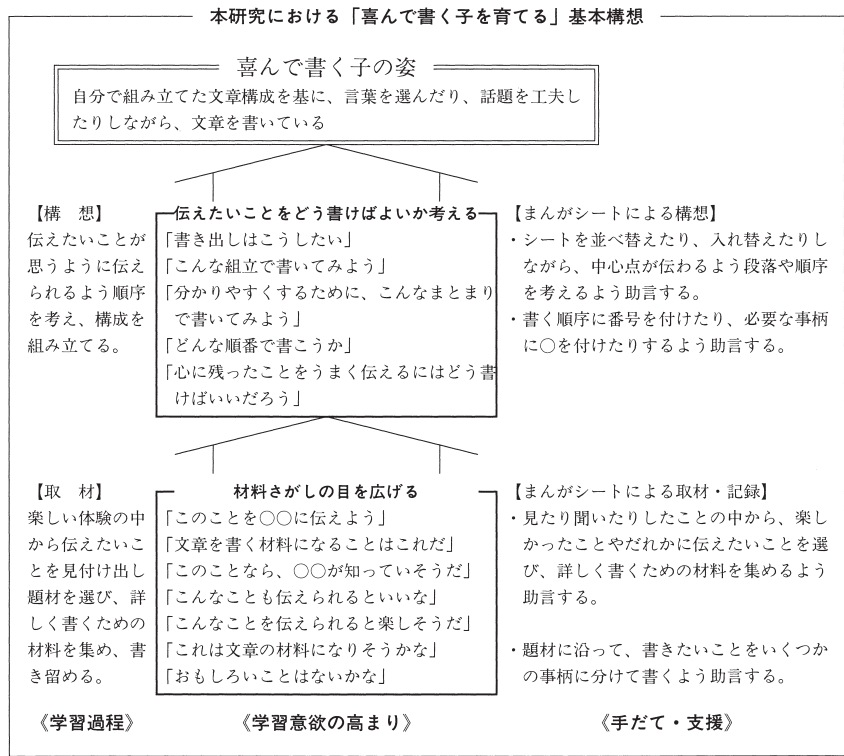 本研究における「喜んで書く子を育てる」基本構想
喜んで書く子の姿
自分で組み立てた文章構成を基に、言葉を選んだり、話題を工夫し
たりしながら、文章を書いている
【構　想】
伝えたいことが
思うように伝え
られるよう順序
を考え、構成を
組み立てる。
伝えたいことをどう書けばよいか考える
「書き出しはこうしたい」
「こんな組立で書いてみよう」
「分かりやすくするために、こんなまとまり
で書いてみよう」
「どんな順番で書こうか」
「心に残ったことをうまく伝えるにはどう書
けばいいだろう」
【まんがシートによる構想】
・シートを並べ替えたり、入れ替えたりし
ながら、中心点が伝わるよう段落や順序
を考えるよう助言する。
・書く順序に番号を付けたり、必要な事柄
に○を付けたりするよう助言する。
【取　材】
楽しい体験の中
から伝えたいこ
とを見付け出し
題材を選び、詳
しく書くための
材料を集め、書
き留める。
材料さがしの目を広げる
「このことを○○に伝えよう」
「文章を書く材料になることはこれだ」
「このことなら、○○が知っていそうだ」
「こんなことも伝えられるといいな」
「こんなことを伝えられると楽しそうだ」
「これは文章の材料になりそうかな」
「おもしろいことはないかな」
【まんがシートによる取材・記録】
・見たり聞いたりしたことの中から、楽し
かったことやだれかに伝えたいことを選
び、詳しく書くための材料を集めるよう
助言する。
・題材に沿って、書きたいことをいくつか
の事柄に分けて書くよう助言する。
《学習過程》
《学習意欲の高まり》
《手だて・支援》